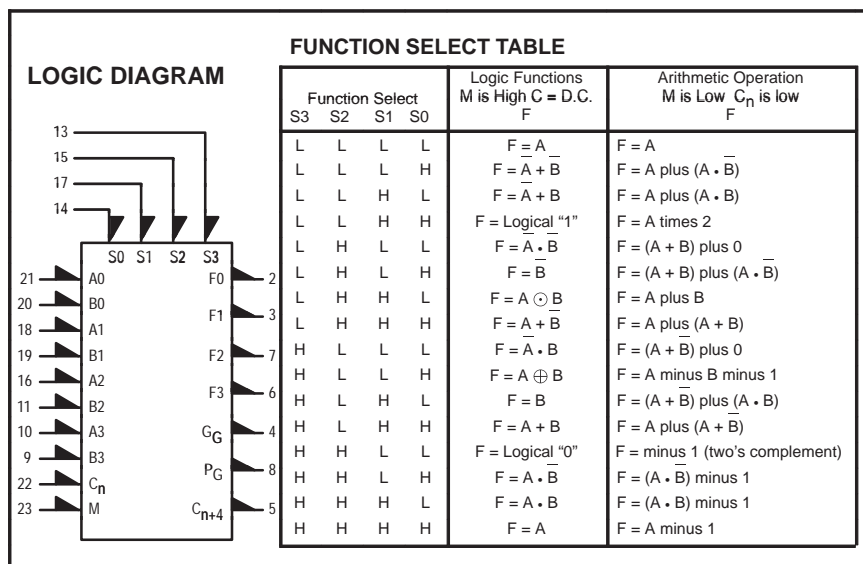 FUNCTION SELECT TABLE
LOGIC DIAGRAM
Function Select
S3 S2 S1 S0
Logic Functions
M is High C = D.C.
F
Arithmetic Operation
M is Low Cn is low
F
L L L L F = A F = A
L L L H F = A̅ + B̅ F = A plus (A • B̅)
L L H L F = A̅ + B F = A plus (A • B)
L L H H F = Logical “1” F = A times 2
L H L L F = A̅ • B̅ F = (A + B) plus 0
L H L H F = B̅ F = (A + B) plus (A • B̅)
L H H L F = A ⊙ B F = A plus B
L H H H F = A + B̅ F = A plus (A + B)
H L L L F = A̅ • B F = (A + B̅) plus 0
H L L H F = A ⊕ B F = A minus B minus 1
H L H L F = B F = (A + B̅) plus (A • B)
H L H H F = A + B F = A plus (A + B̅)
H H L L F = Logical “0” F = minus 1 (two’s complement)
H H L H F = A • B̅ F = (A • B̅) minus 1
H H H L F = A • B F = (A • B) minus 1
H H H H F = A F = A minus 1
13
15
17
14
S0 S1 S2 S3
21 A0 F0 2
20 B0
18 A1 F1 3
19 B1 F2 7
16 A2
11 B2 F3 6
10 A3 GG 4
9 B3 PG 8
22 Cn
23 M Cn+4 5